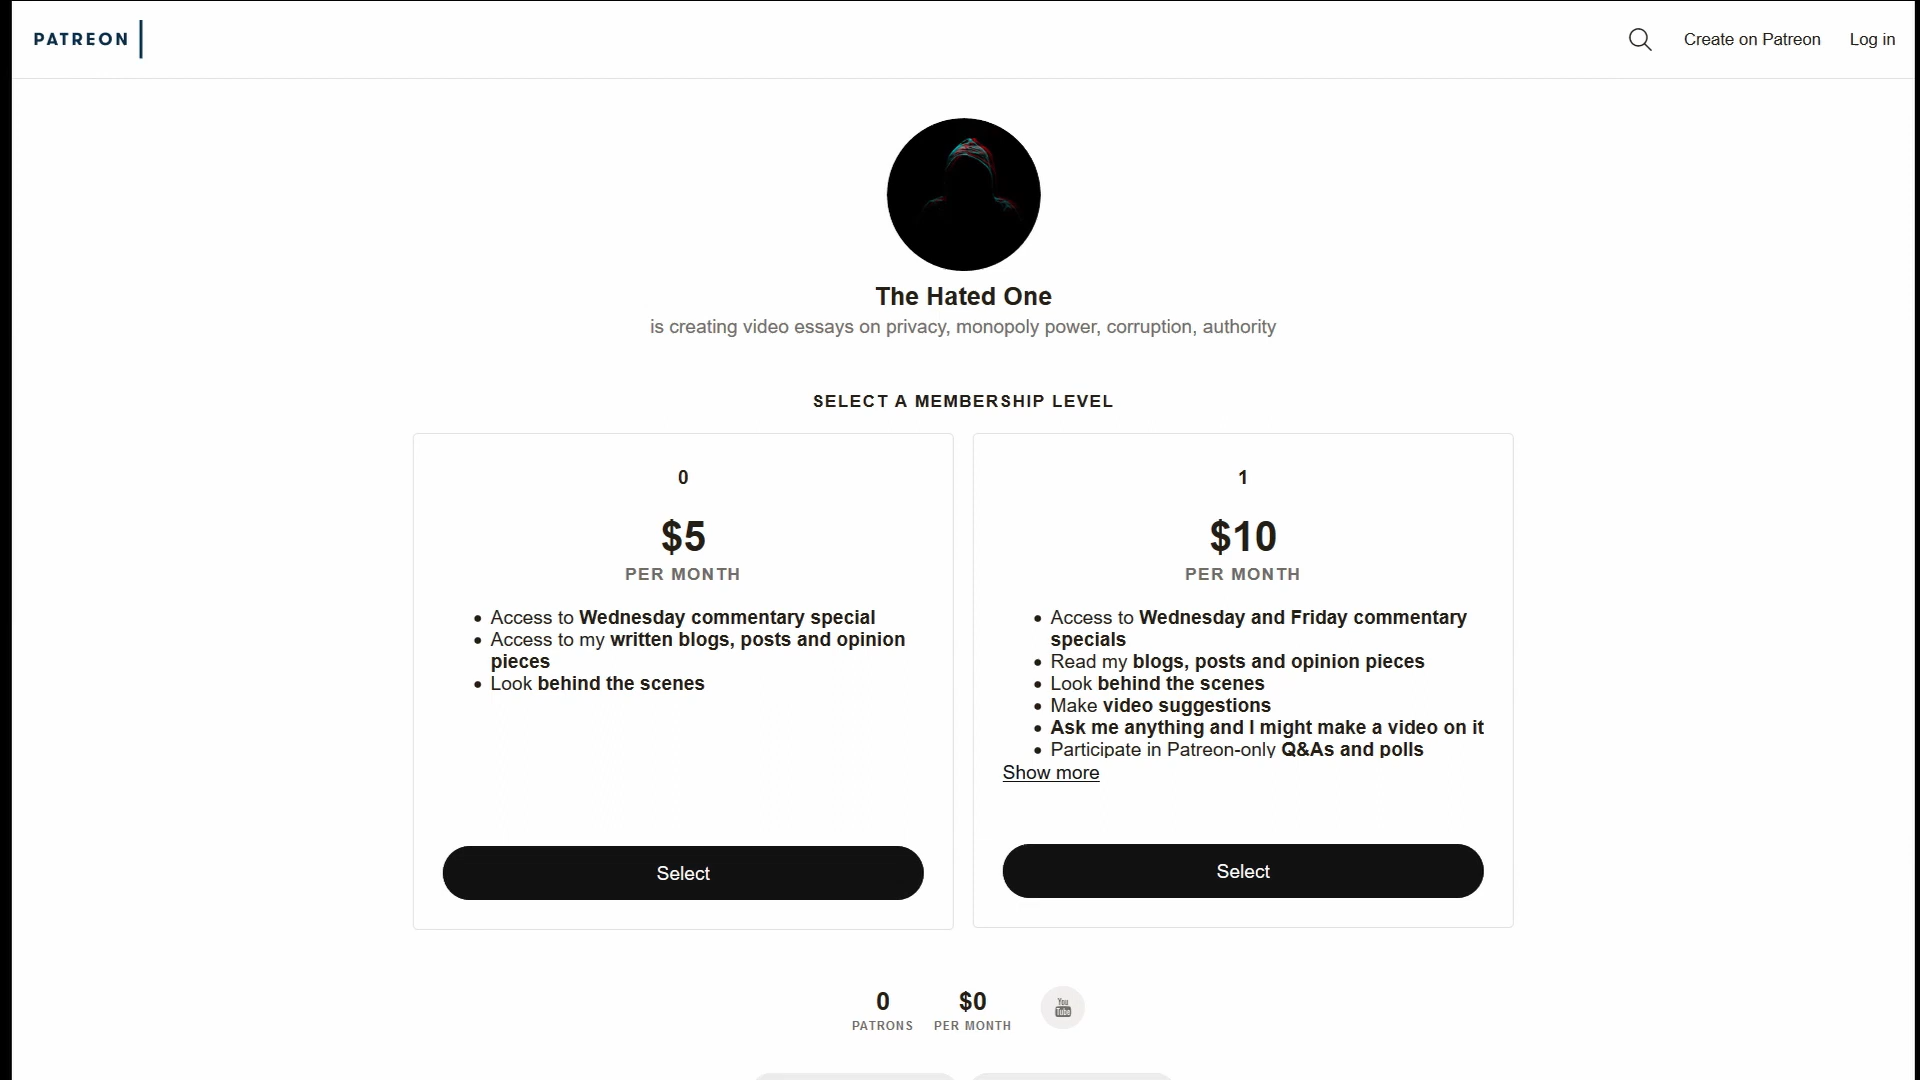 PATREON
Create on Patreon
Log in
The Hated One
is creating video essays on privacy, monopoly power, corruption, authority
SELECT A MEMBERSHIP LEVEL
0
$5
PER MONTH
• Access to Wednesday commentary special
• Access to my written blogs, posts and opinion
pieces
• Look behind the scenes
Select
1
$10
PER MONTH
• Access to Wednesday and Friday commentary
specials
• Read my blogs, posts and opinion pieces
• Look behind the scenes
• Make video suggestions
• Ask me anything and I might make a video on it
• Participate in Patreon-only Q&As and polls
Show more
Select
0
PATRONS
$0
PER MONTH
You
Tube